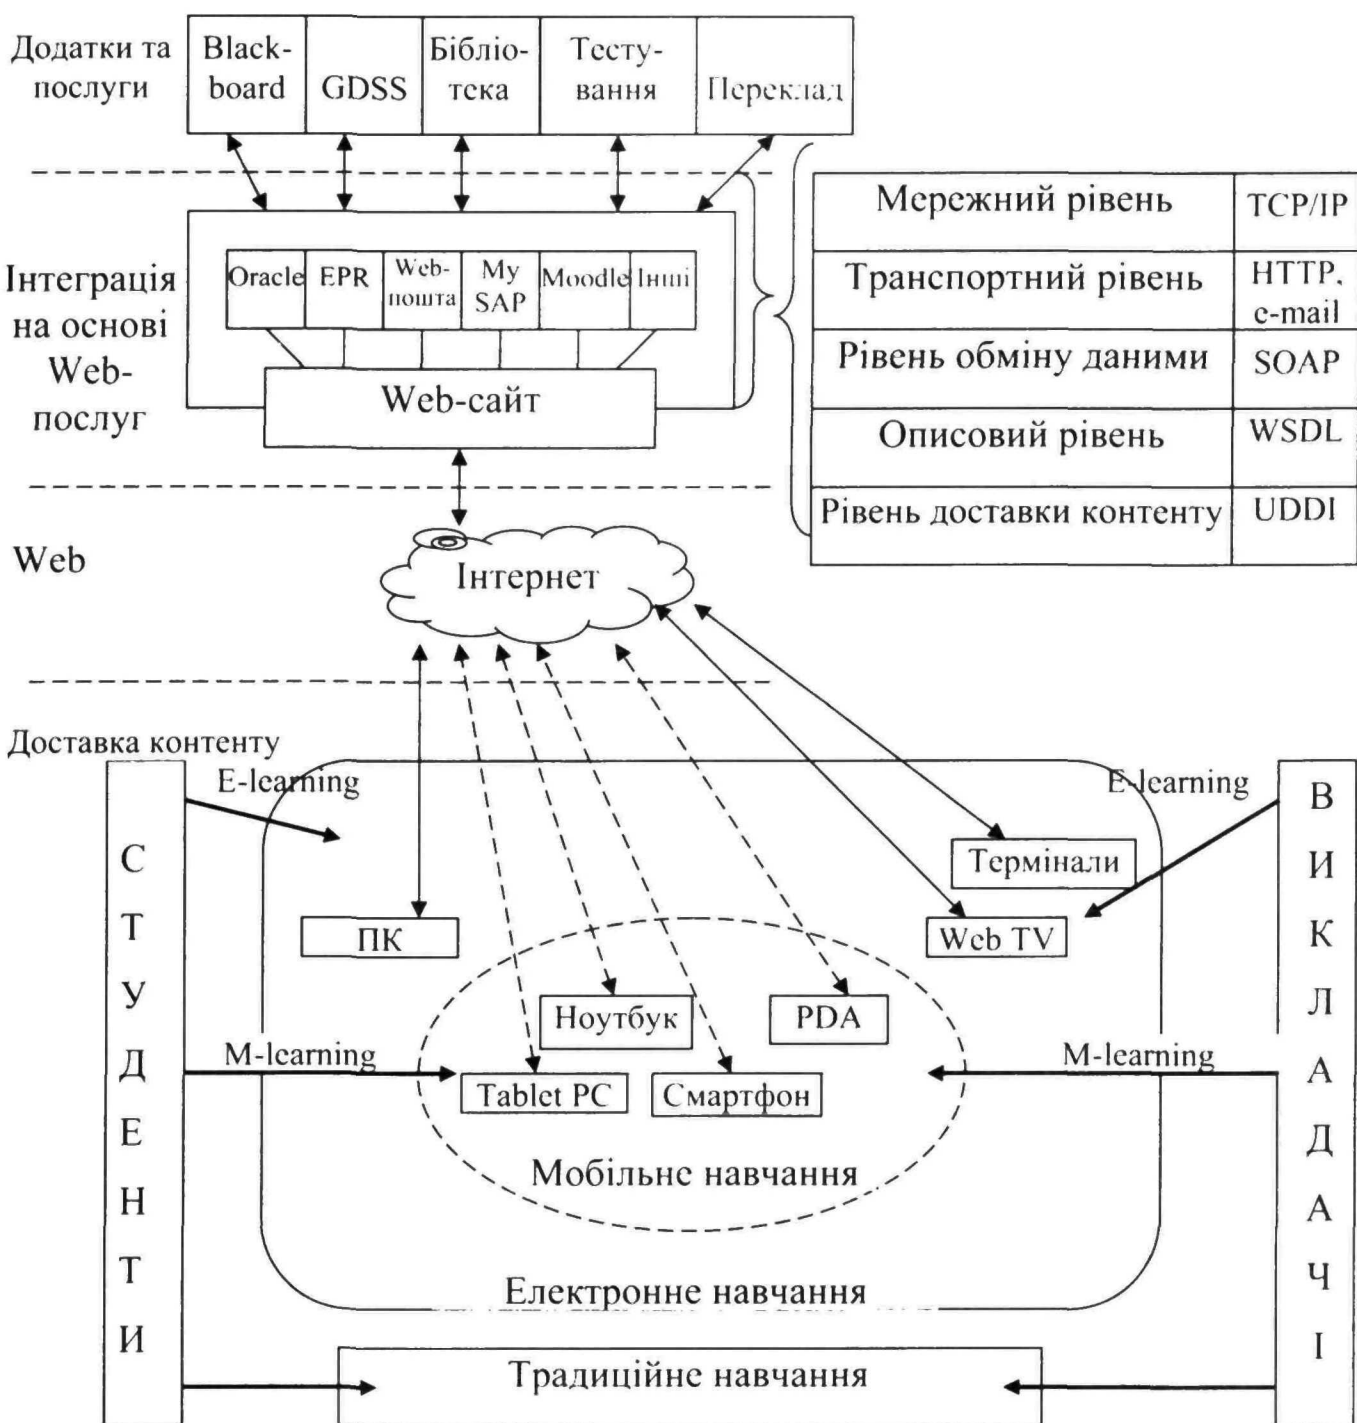 Додатки та
послуги
Black-
board
GDSS
Бібліо-
тека
Тесту-
вання
Переклад
Інтеграція
на основі
Web-
послуг
Oracle
EPR
Web-
пошта
My
SAP
Moodle
Інші
Web-сайт
Мережний рівень
TCP/IP
Транспортний рівень
HTTP,
e-mail
Рівень обміну даними
SOAP
Описовий рівень
WSDL
Рівень доставки контенту
UDDI
Web
Інтернет
Доставка контенту
СТУДЕНТИ
E-learning
E-learning
ВИКЛАДАЧІ
Термінали
ПК
Web TV
Ноутбук
PDA
M-learning
M-learning
Tablet PC
Смартфон
Мобільне навчання
Електронне навчання
Традиційне навчання